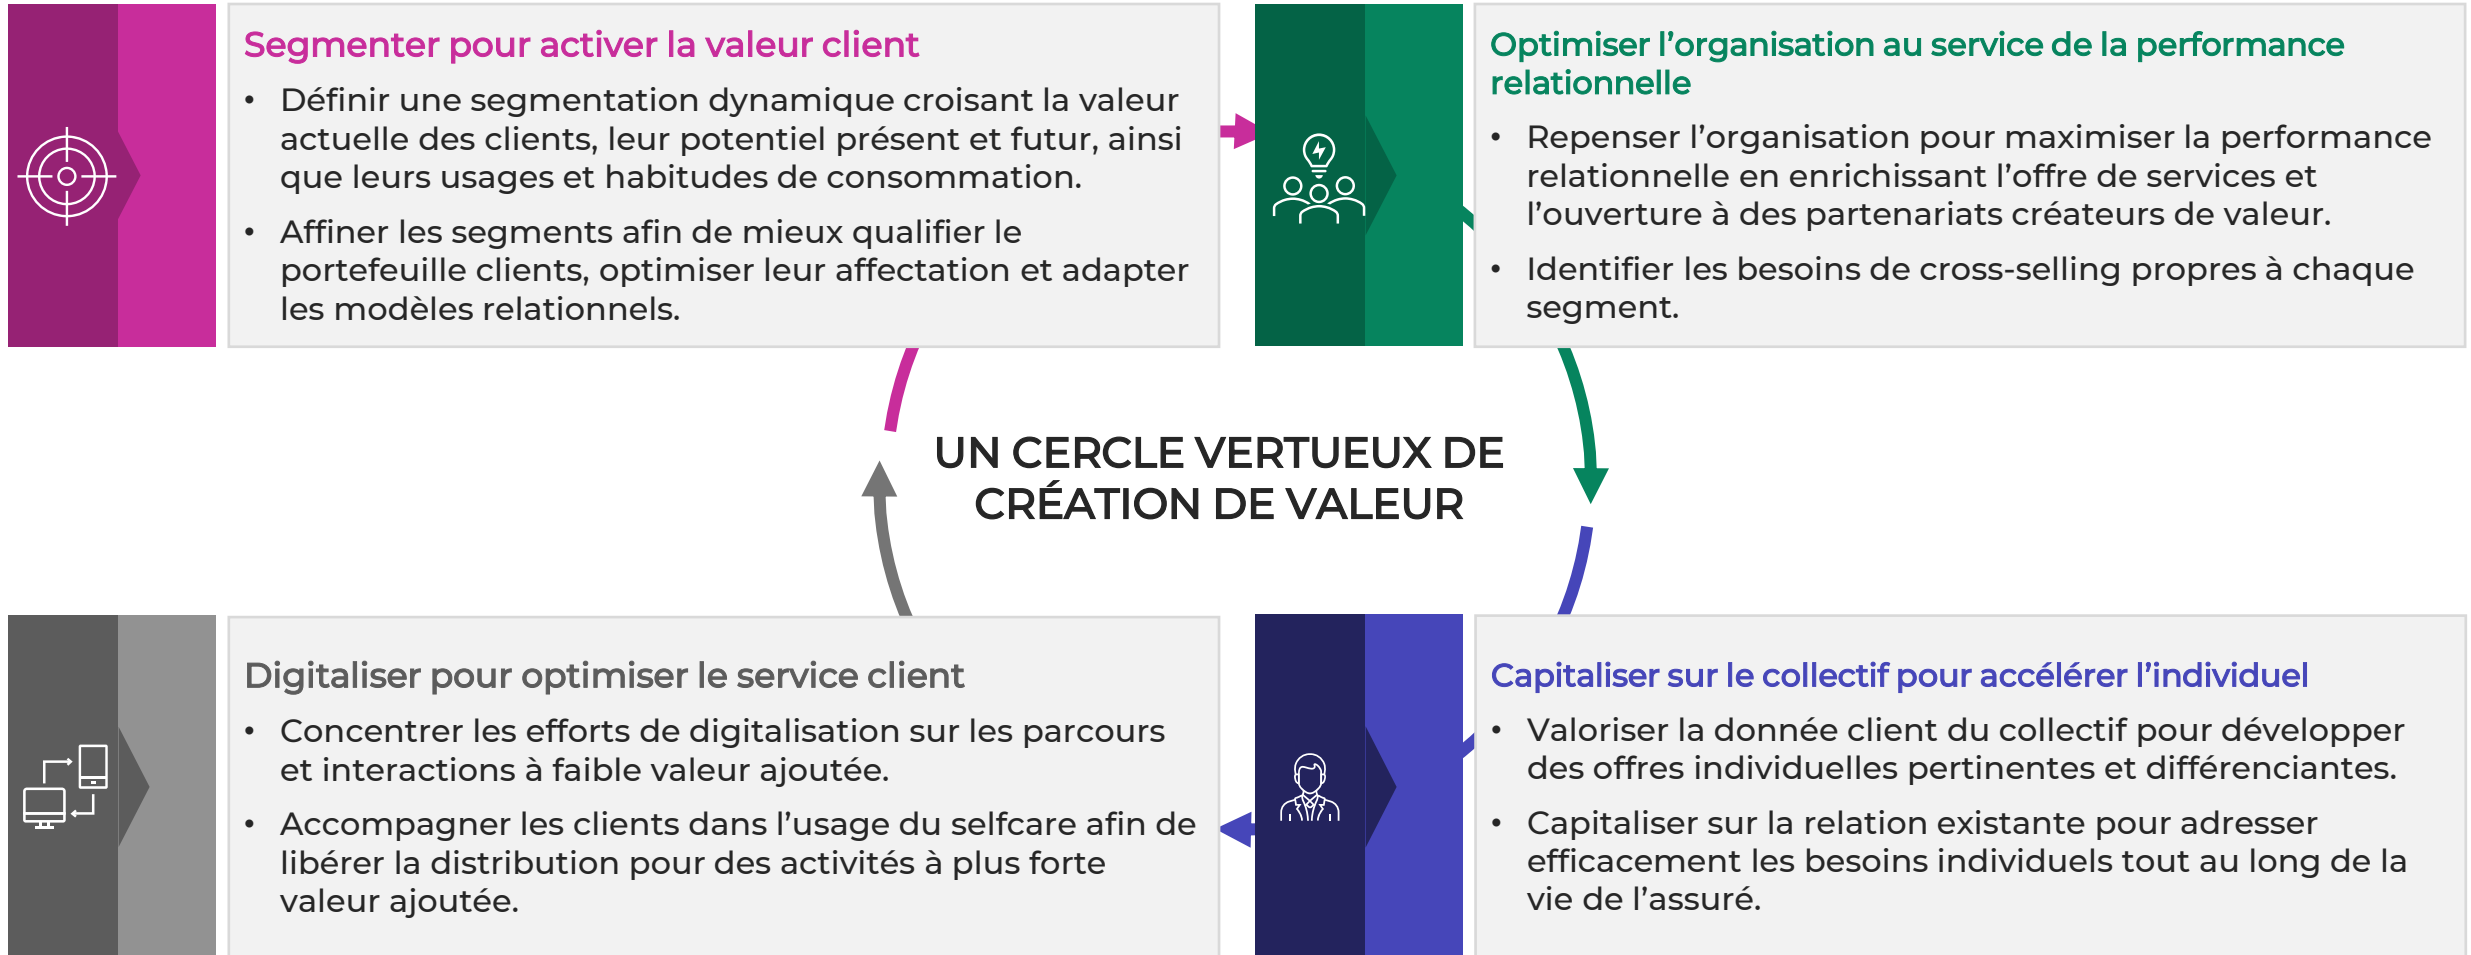 Segmenter pour activer la valeur client
• Définir une segmentation dynamique croisant la valeur
actuelle des clients, leur potentiel présent et futur, ainsi
que leurs usages et habitudes de consommation.
• Affiner les segments afin de mieux qualifier le
portefeuille clients, optimiser leur affectation et adapter
les modèles relationnels.
Optimiser l’organisation au service de la performance
relationnelle
• Repenser l’organisation pour maximiser la performance
relationnelle en enrichissant l’offre de services et
l’ouverture à des partenariats créateurs de valeur.
• Identifier les besoins de cross-selling propres à chaque
segment.
UN CERCLE VERTUEUX DE
CRÉATION DE VALEUR
Digitaliser pour optimiser le service client
• Concentrer les efforts de digitalisation sur les parcours
et interactions à faible valeur ajoutée.
• Accompagner les clients dans l’usage du selfcare afin de
libérer la distribution pour des activités à plus forte
valeur ajoutée.
Capitaliser sur le collectif pour accélérer l’individuel
• Valoriser la donnée client du collectif pour développer
des offres individuelles pertinentes et différenciantes.
• Capitaliser sur la relation existante pour adresser
efficacement les besoins individuels tout au long de la
vie de l’assuré.